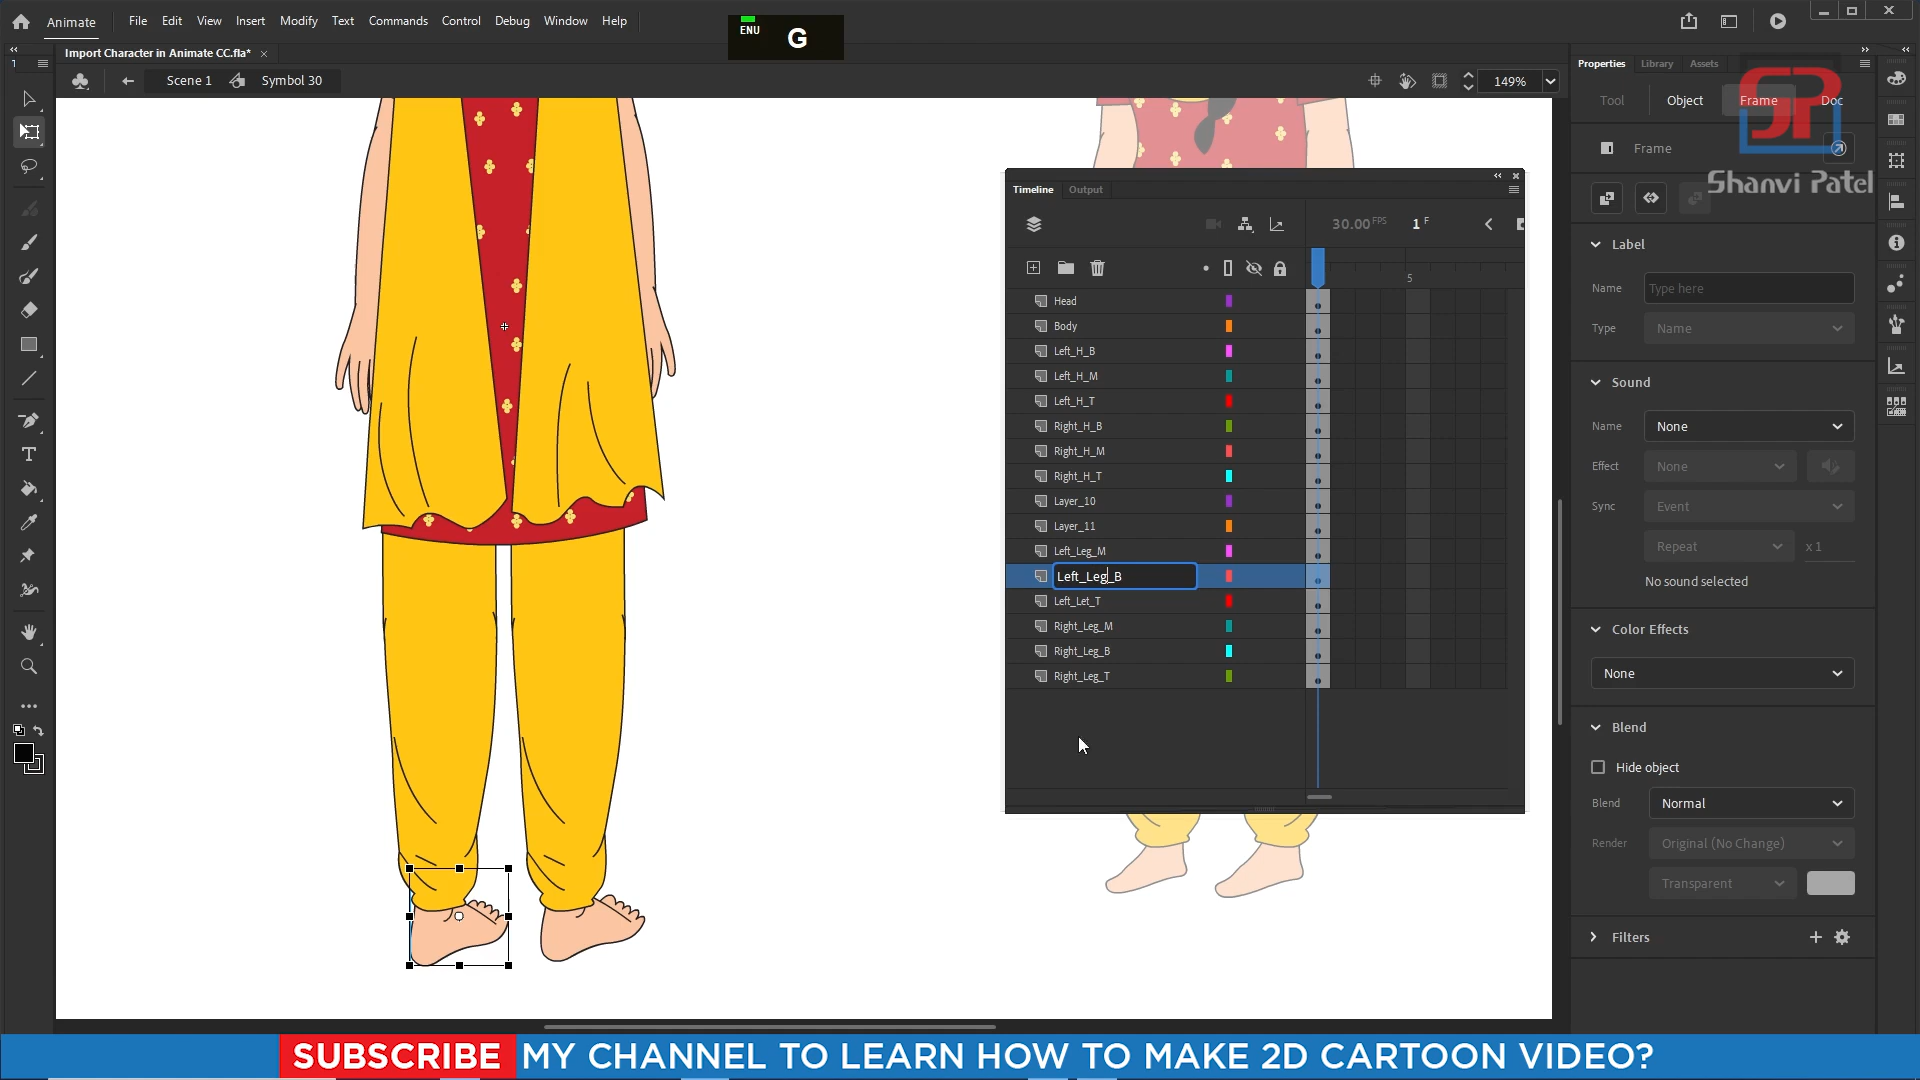 Animate
File Edit View Insert Modify Text Commands Control Debug Window Help
ENU G
Import Character in Animate CC.fla*
Scene 1 Symbol 30
149%
Timeline Output
30.00 FPS 1 F
5
Head
Body
Left_H_B
Left_H_M
Left_H_T
Right_H_B
Right_H_M
Right_H_T
Layer_10
Layer_11
Left_Leg_M
Left_Leg_B
Left_Let_T
Right_Leg_M
Right_Leg_B
Right_Leg_T
Properties Library Assets
Tool Object Frame Doc
Frame
SP
Shanvi Patel
Label
Name Type here
Type Name
Sound
Name None
Effect None
Sync Event
Repeat x 1
No sound selected
Color Effects
None
Blend
Hide object
Blend Normal
Render Original (No Change)
Transparent
Filters
SUBSCRIBE MY CHANNEL TO LEARN HOW TO MAKE 2D CARTOON VIDEO?